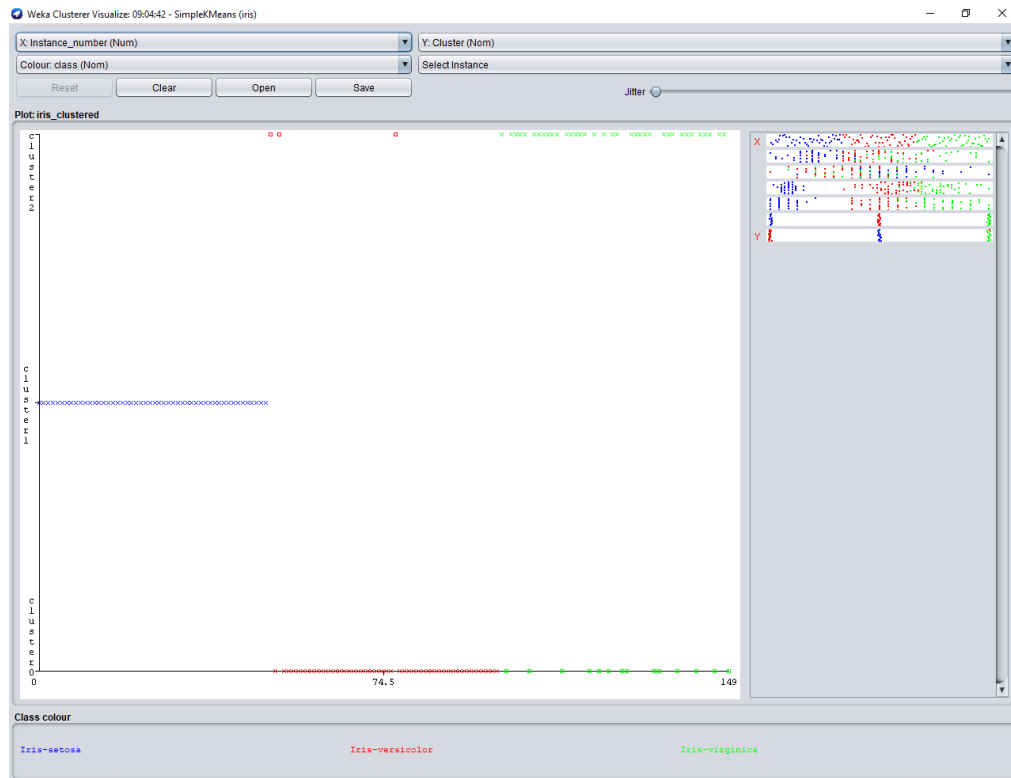 Weka Clusterer Visualize: 09:04:42 - SimpleKMeans (iris)
X: Instance_number (Num)
Y: Cluster (Nom)
Colour: class (Nom)
Select Instance
Reset
Clear
Open
Save
Jitter
Plot: iris_clustered
cluster2
cluster1
cluster0
0
74.5
149
X
Y
Class colour
Iris-setosa
Iris-versicolor
Iris-virginica